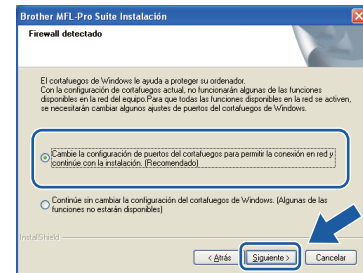 Brother MFL-Pro Suite Instalación
Firewall detectado
El cortafuegos de Windows le ayuda a proteger su ordenador.
Con la configuración de cortafuegos actual, no funcionarán algunas de las funciones
disponibles en la red del equipo.Para que todas las funciones disponibles en la red se activen,
se necesitarán cambiar algunos ajustes de puertos del cortafuegos de Windows.
Cambie la configuración de puertos del cortafuegos para permitir la conexión en red y
continúe con la instalación. (Recomendado)
Continúe sin cambiar la configuración del cortafuegos de Windows. (Algunas de las
funciones no estarán disponibles)
InstallShield
< Atrás
Siguiente >
Cancelar